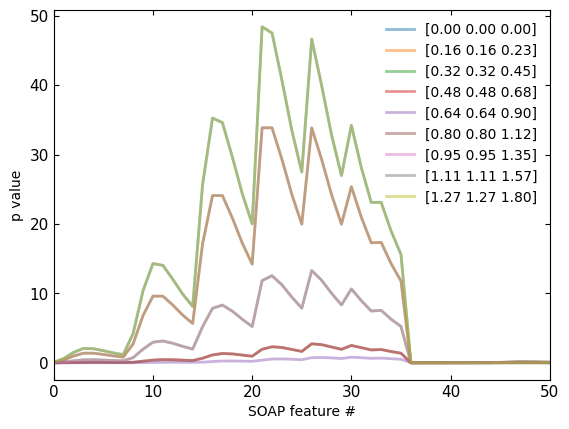 50
40
30
20
10
0
p value
[0.00 0.00 0.00]
[0.16 0.16 0.23]
[0.32 0.32 0.45]
[0.48 0.48 0.68]
[0.64 0.64 0.90]
[0.80 0.80 1.12]
[0.95 0.95 1.35]
[1.11 1.11 1.57]
[1.27 1.27 1.80]
0 10 20 30 40 50
SOAP feature #